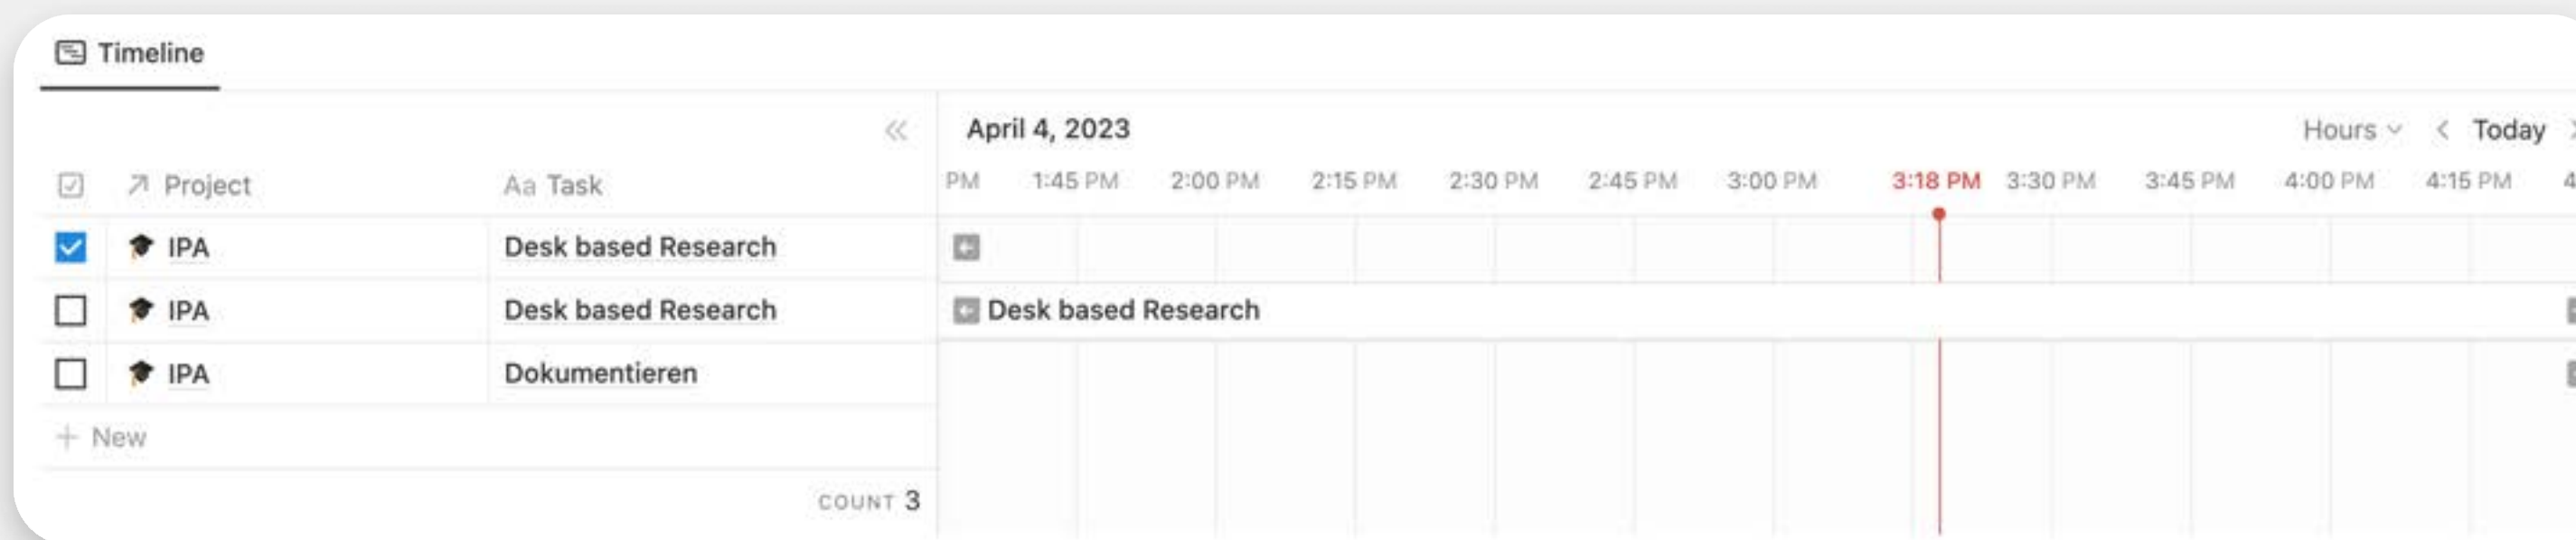 Timeline
April 4, 2023 Hours Today
Project Aa Task PM 1:45 PM 2:00 PM 2:15 PM 2:30 PM 2:45 PM 3:00 PM 3:18 PM 3:30 PM 3:45 PM 4:00 PM 4:15 PM 4
IPA Desk based Research
IPA Desk based Research Desk based Research
IPA Dokumentieren
+ New
COUNT 3